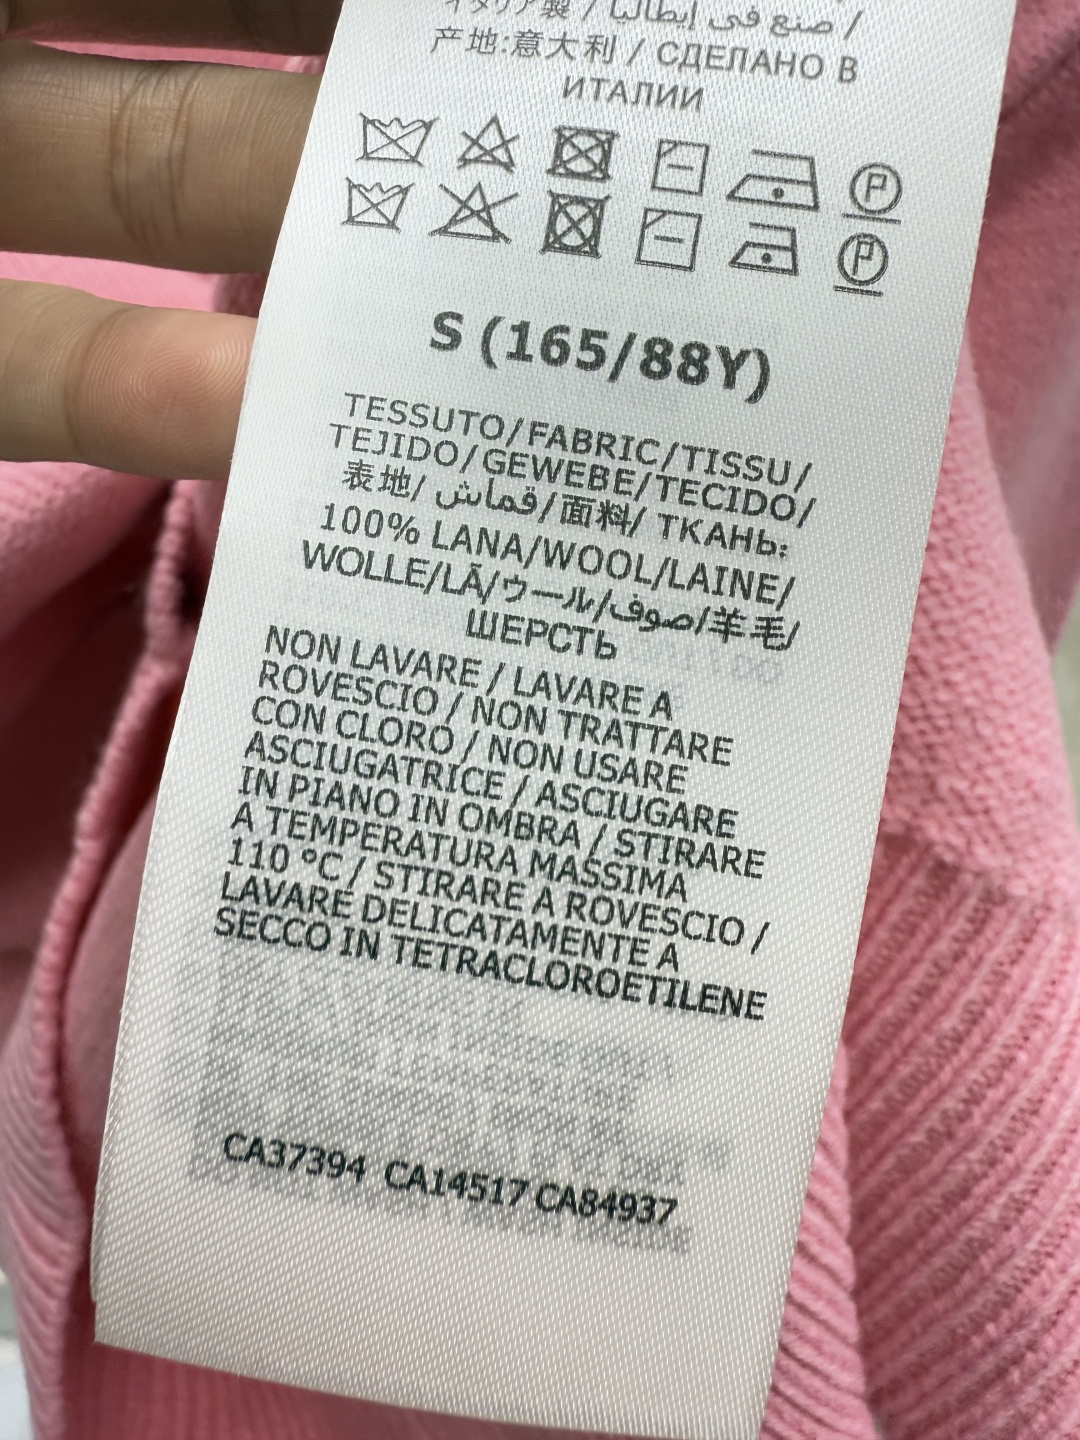 イタリア製 / صنع في إيطاليا /
产地:意大利 / СДЕЛАНО В
ИТАЛИИ
P
P
S (165/88Y)
TESSUTO/FABRIC/TISSU/
TEJIDO/GEWEBE/TECIDO/
表地/ قماش/面料/ ТКАНЬ:
100% LANA/WOOL/LAINE/
WOLLE/LÃ/ウール/صوف/羊毛/
ШЕРСТЬ
NON LAVARE / LAVARE A
ROVESCIO / NON TRATTARE
CON CLORO / NON USARE
ASCIUGATRICE / ASCIUGARE
IN PIANO IN OMBRA / STIRARE
A TEMPERATURA MASSIMA
110 °C / STIRARE A ROVESCIO /
LAVARE DELICATAMENTE A
SECCO IN TETRACLOROETILENE
CA37394 CA14517 CA84937